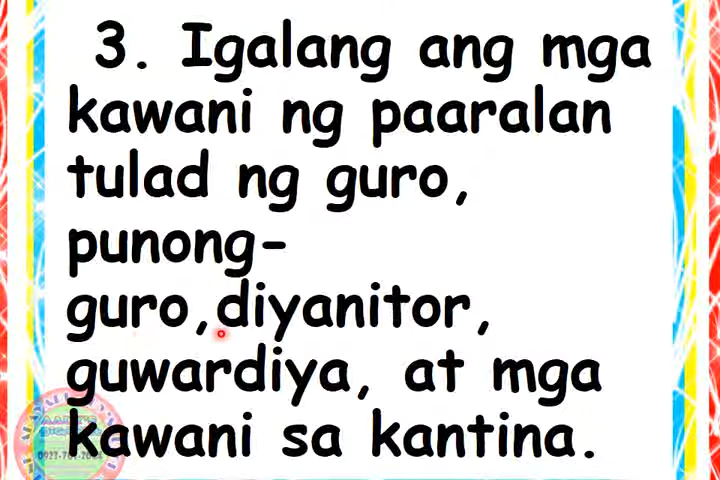 3. Igalang ang mga
kawani ng paaralan
tulad ng guro,
punong-
guro,diyanitor,
guwardiya, at mga
kawani sa kantina.